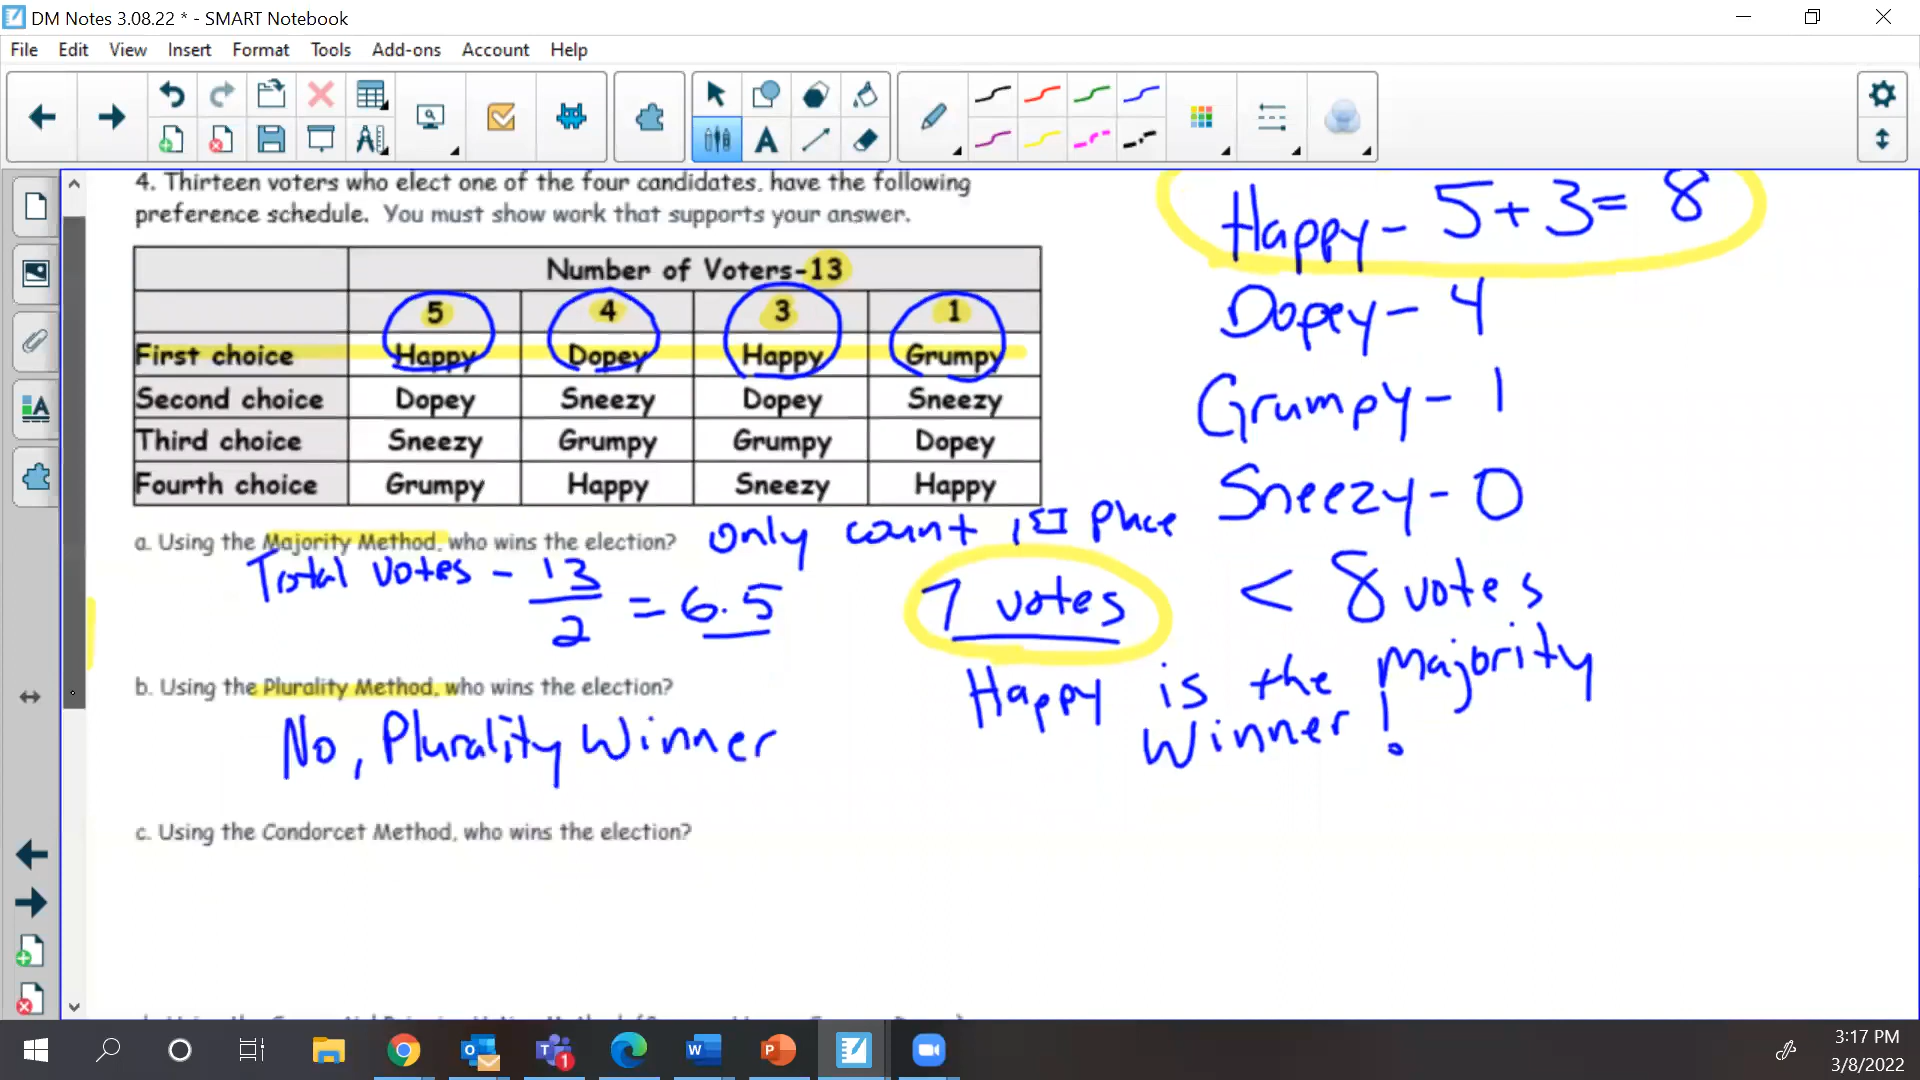 DM Notes 3.08.22 * - SMART Notebook
File Edit View Insert Format Tools Add-ons Account Help
4. Thirteen voters who elect one of the four candidates, have the following
preference schedule. You must show work that supports your answer.
Number of Voters-13
5 4 3 1
First choice Happy Dopey Happy Grumpy
Second choice Dopey Sneezy Dopey Sneezy
Third choice Sneezy Grumpy Grumpy Dopey
Fourth choice Grumpy Happy Sneezy Happy
Happy- 5+3= 8
Dopey- 4
Grumpy- 1
Sneezy- 0
a. Using the Majority Method, who wins the election?
Only count 1st place
Total votes - 13/2 = 6.5
7 votes < 8 votes
Happy is the Majority
Winner!
b. Using the Plurality Method, who wins the election?
No, Plurality Winner
c. Using the Condorcet Method, who wins the election?
1
3:17 PM
3/8/2022